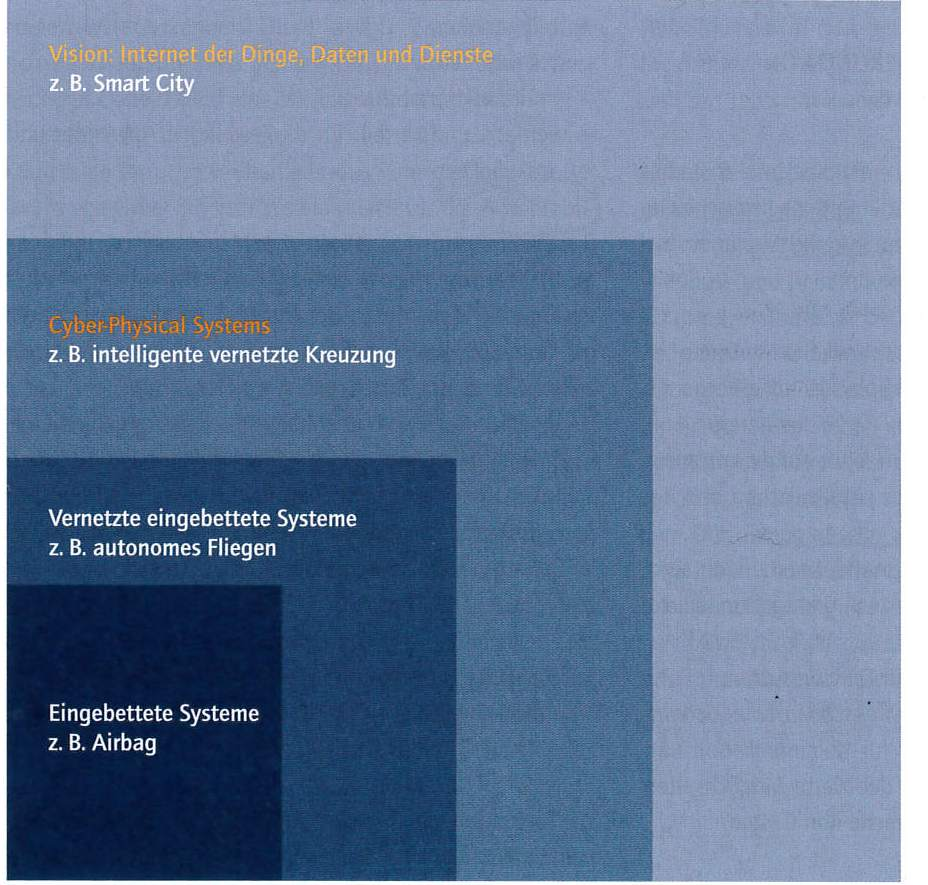 Vision: Internet der Dinge, Daten und Dienste
z. B. Smart City
Cyber-Physical Systems
z. B. intelligente vernetzte Kreuzung
Vernetzte eingebettete Systeme
z. B. autonomes Fliegen
Eingebettete Systeme
z. B. Airbag